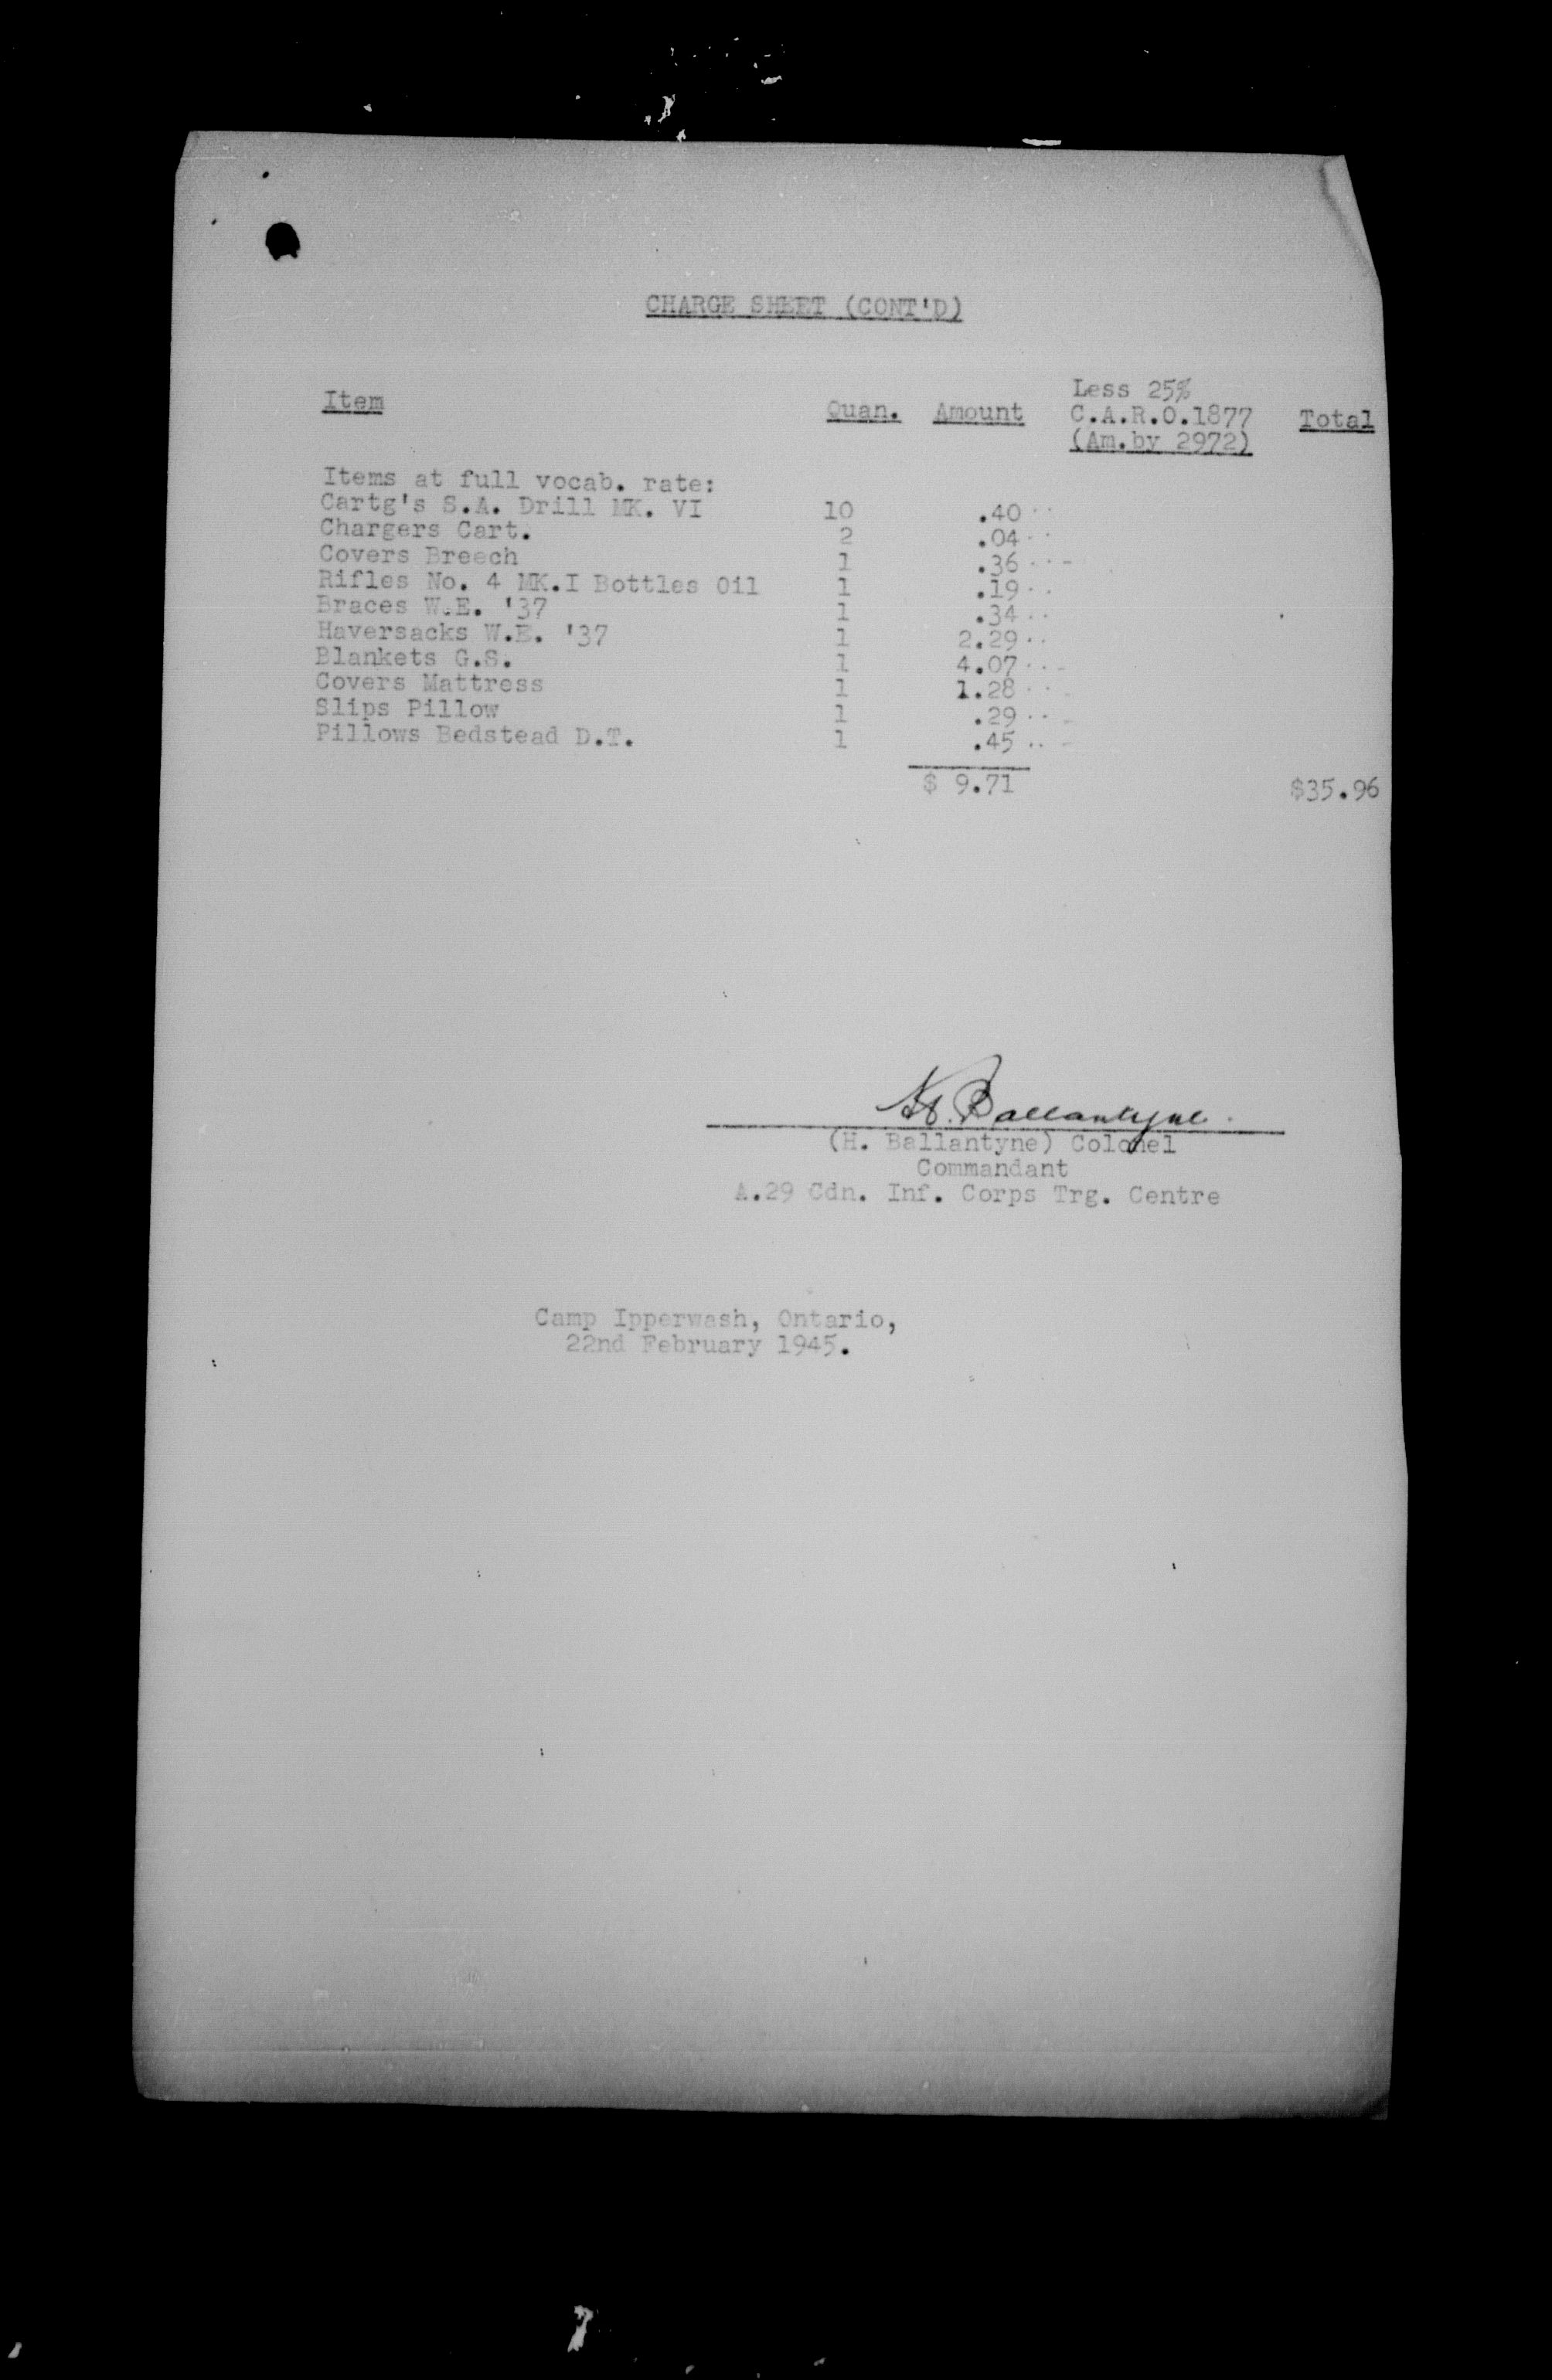 CHARGE SHEET (CONT'D)
Item Quan. Amount Less 25% C.A.R.O.1877 (Am.by 2972) Total
Items at full vocab. rate:
Cartg's S.A. Drill MK. VI 10 .40
Chargers Cart. 2 .04
Covers Breech 1 .36
Rifles No. 4 MK.I Bottles Oil 1 .19
Braces W.E. '37 1 .34
Haversacks W.E. '37 1 2.29
Blankets G.S. 1 4.07
Covers Mattress 1 1.28
Slips Pillow 1 .29
Pillows Bedstead D.T. 1 .45
$ 9.71 $35.96
H. Ballantyne
(H. Ballantyne) Colonel
Commandant
A.29 Cdn. Inf. Corps Trg. Centre
Camp Ipperwash, Ontario,
22nd February 1945.